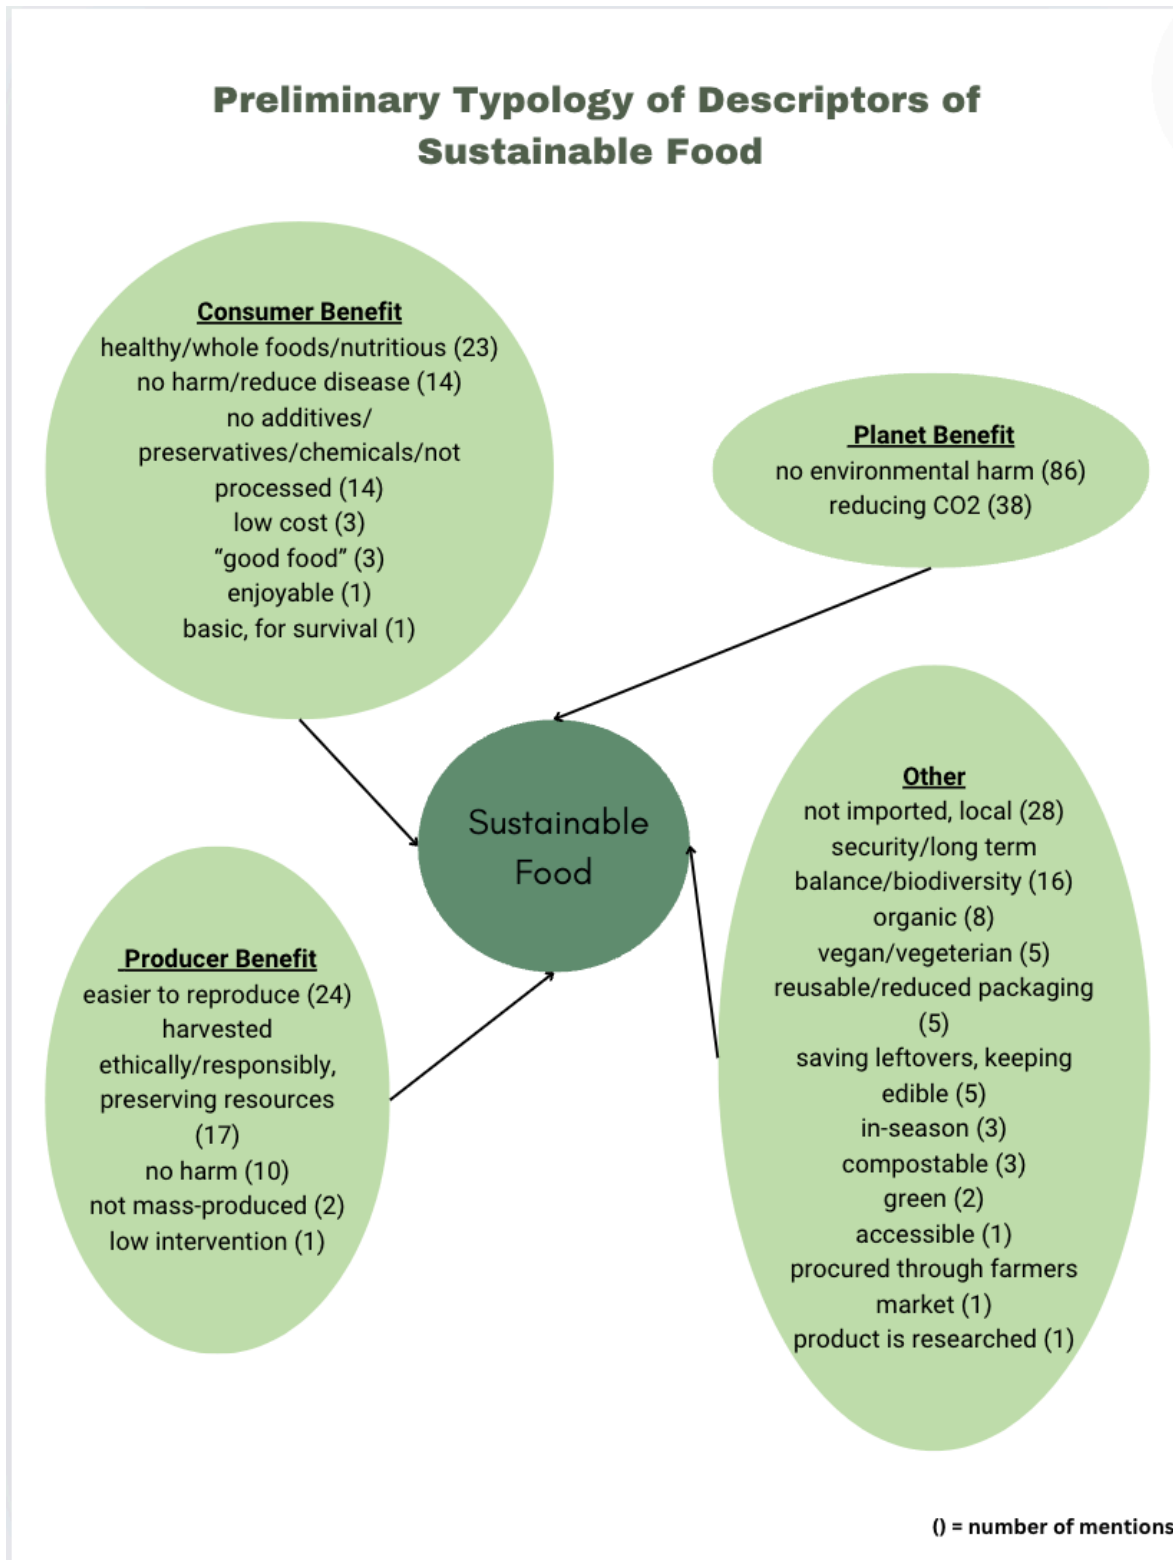 Preliminary Typology of Descriptors of
Sustainable Food
Consumer Benefit
healthy/whole foods/nutritious (23)
no harm/reduce disease (14)
no additives/
preservatives/chemicals/not
processed (14)
low cost (3)
“good food” (3)
enjoyable (1)
basic, for survival (1)
Planet Benefit
no environmental harm (86)
reducing CO2 (38)
Sustainable
Food
Producer Benefit
easier to reproduce (24)
harvested
ethically/responsibly,
preserving resources
(17)
no harm (10)
not mass-produced (2)
low intervention (1)
Other
not imported, local (28)
security/long term
balance/biodiversity (16)
organic (8)
vegan/vegeterian (5)
reusable/reduced packaging
(5)
saving leftovers, keeping
edible (5)
in-season (3)
compostable (3)
green (2)
accessible (1)
procured through farmers
market (1)
product is researched (1)
() = number of mentions